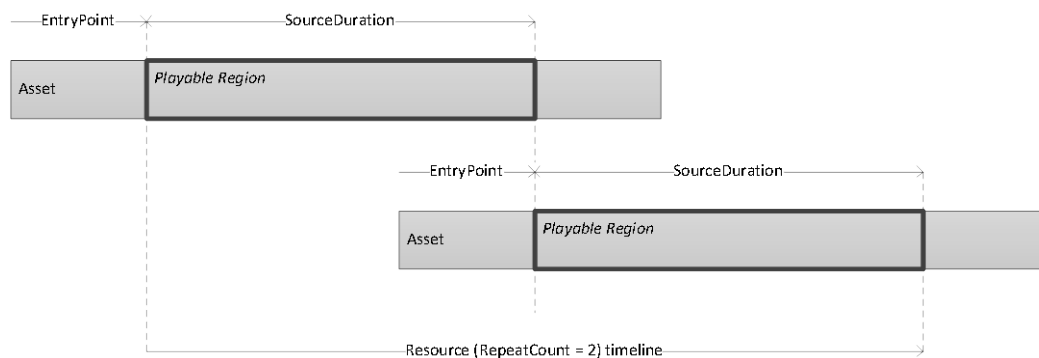 EntryPoint SourceDuration
Playable Region
Asset
EntryPoint SourceDuration
Playable Region
Asset
Resource (RepeatCount = 2) timeline